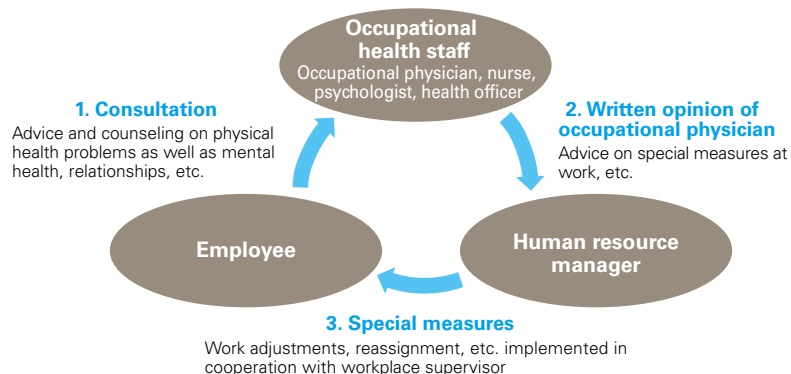 Occupational
health staff
Occupational physician, nurse,
psychologist, health officer
1. Consultation
Advice and counseling on physical
health problems as well as mental
health, relationships, etc.
2. Written opinion of
occupational physician
Advice on special measures at
work, etc.
Employee
Human resource
manager
3. Special measures
Work adjustments, reassignment, etc. implemented in
cooperation with workplace supervisor